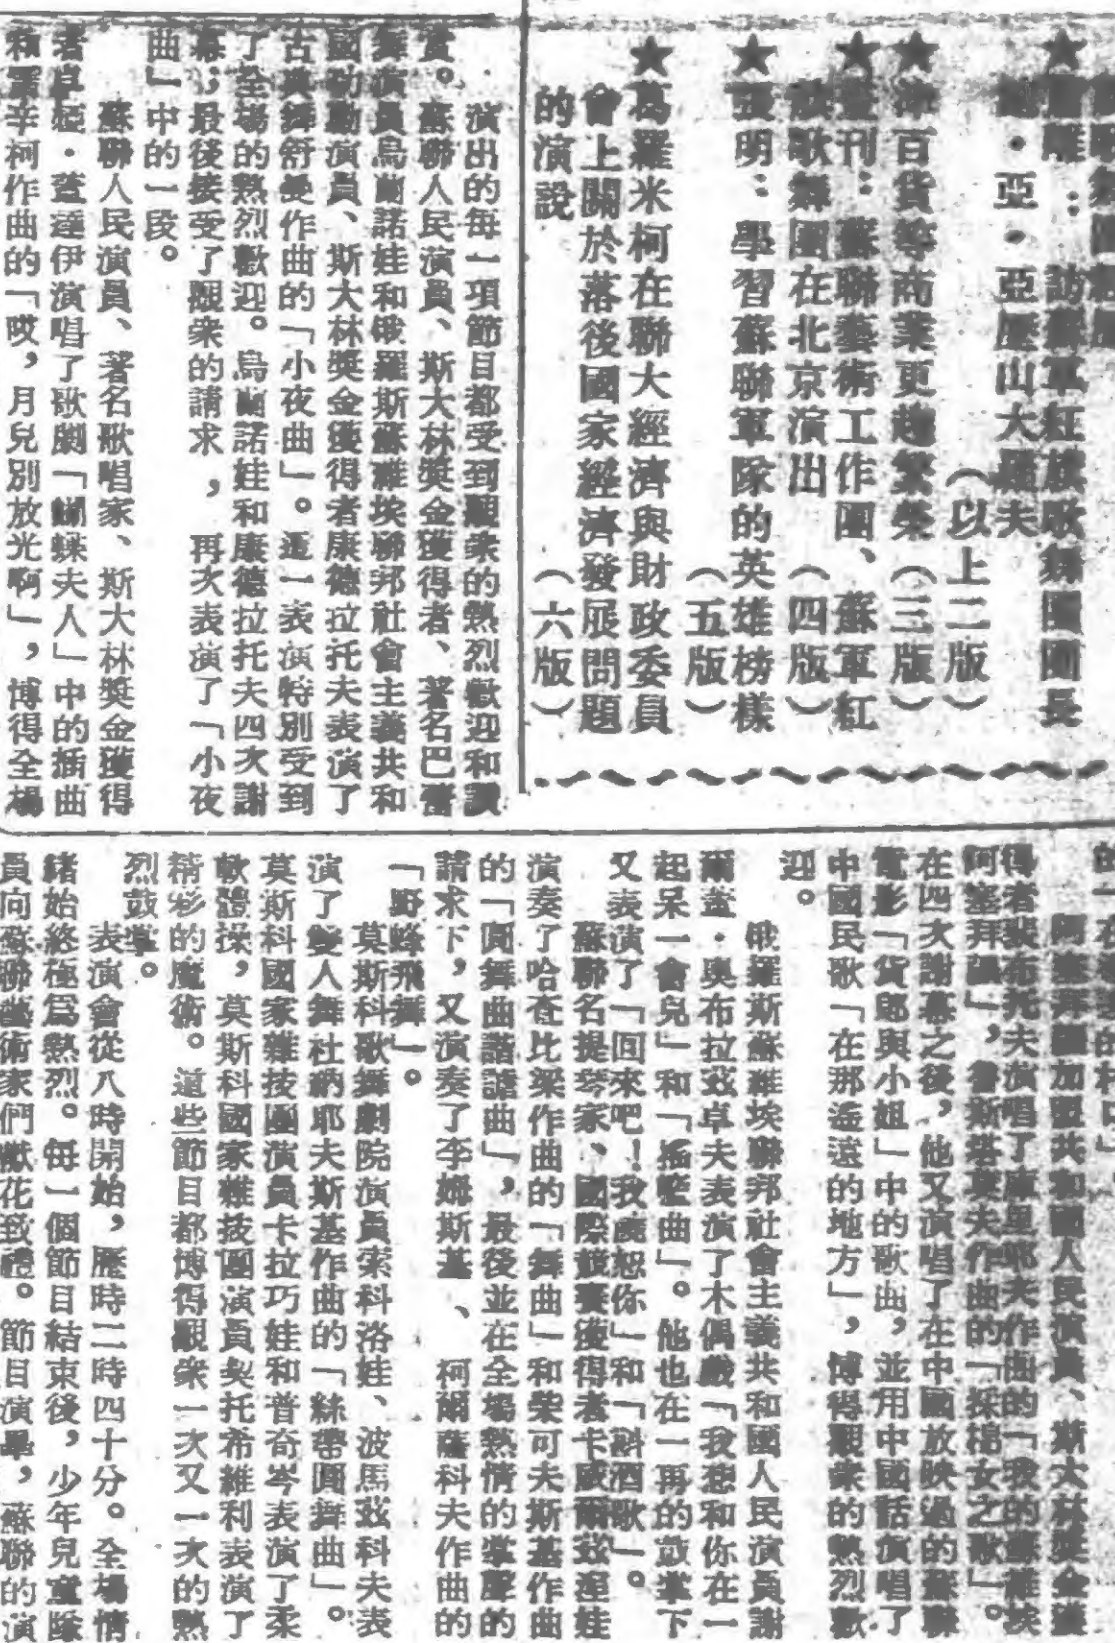 訪蘇軍紅旗歌舞團團長
・亞・亞歷山大羅夫
（以上二版）
★津百貨等商業更趨繁榮（三版）
★畫刊：蘇聯藝術工作團、蘇軍紅
旗歌舞團在北京演出（四版）
★張明：學習蘇聯軍隊的英雄榜樣
（五版）
★葛羅米柯在聯大經濟與財政委員
會上關於落後國家經濟發展問題
的演說（六版）
演出的每一項節目都受到觀衆的熱烈歡迎和讚
賞。蘇聯人民演員、斯大林獎金獲得者、著名巴蕾
舞演員烏蘭諾娃和俄羅斯蘇維埃聯邦社會主義共和
國功勳演員、斯大林獎金獲得者康德拉托夫表演了
古典舞舒曼作曲的「小夜曲」。這一表演特別受到
了全場的熱烈歡迎。烏蘭諾娃和康德拉托夫四次謝
幕；最後接受了觀衆的請求，再次表演了「小夜
曲」中的一段。
蘇聯人民演員、著名歌唱家、斯大林獎金獲得
者卓婭・蓋達伊演唱了歌劇「蝴蝶夫人」中的插曲
和霍辛柯作曲的「哎，月兒別放光啊」，博得全場
阿塞拜疆加盟共和國人民演員、斯大林獎金獲
得者裴布托夫演唱了庫里耶夫作曲的「我的蘇維埃
阿塞拜疆」，魯斯塔莫夫作曲的「採棉女之歌」。
在四次謝幕之後，他又演唱了在中國放映過的蘇聯
電影「貨郎與小姐」中的歌曲，並用中國話演唱了
中國民歌「在那遙遠的地方」，博得觀衆的熱烈歡
迎。
俄羅斯蘇維埃聯邦社會主義共和國人民演員謝
爾蓋・奧布拉茲卓夫表演了木偶戲「我想和你在一
起呆一會兒」和「搖籃曲」。他也在一再的鼓掌下
又表演了「回來吧！我寬恕你」和「斟酒歌」。
蘇聯名提琴家、國際競賽獲得者卡歐爾茲涅娃
演奏了哈查比梁作曲的「舞曲」和柴可夫斯基作曲
的「圓舞曲諧謔曲」，最後並在全場熱情的掌聲的
請求下，又演奏了李姆斯基、柯爾薩科夫作曲的
「野蜂飛舞」。
莫斯科歌舞劇院演員索科洛娃、波馬茲科夫表
演了雙人舞杜納耶夫斯基作曲的「絲帶圓舞曲」。
莫斯科國家雜技團演員卡拉巧娃和普奇岑表演了柔
軟體操，莫斯科國家雜技團演員契托希維利表演了
精彩的魔術。這些節目都博得觀衆一次又一次的熱
烈鼓掌。
表演會從八時開始，歷時二時四十分。全場情
緒始終極爲熱烈。每一個節目結束後，少年兒童隊
員向蘇聯藝術家們獻花致禮。節目演畢，蘇聯的演